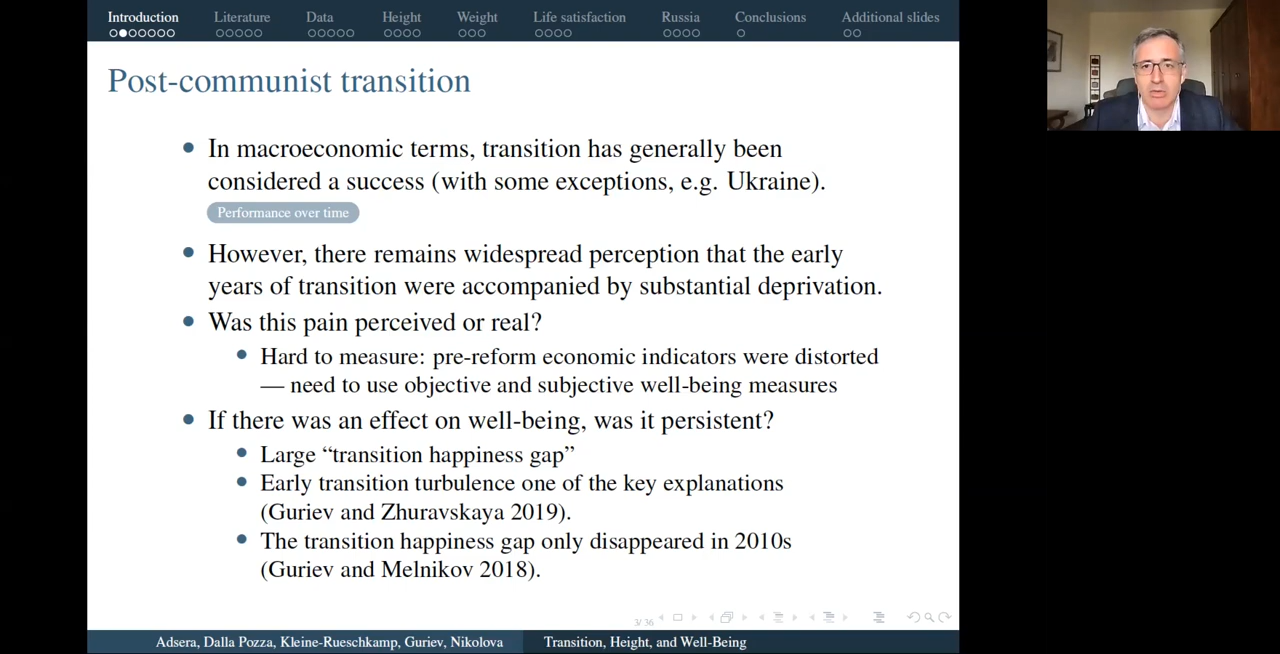 Introduction Literature Data Height Weight Life satisfaction Russia Conclusions Additional slides
Post-communist transition
In macroeconomic terms, transition has generally been
considered a success (with some exceptions, e.g. Ukraine).
Performance over time
However, there remains widespread perception that the early
years of transition were accompanied by substantial deprivation.
Was this pain perceived or real?
Hard to measure: pre-reform economic indicators were distorted
— need to use objective and subjective well-being measures
If there was an effect on well-being, was it persistent?
Large “transition happiness gap”
Early transition turbulence one of the key explanations
(Guriev and Zhuravskaya 2019).
The transition happiness gap only disappeared in 2010s
(Guriev and Melnikov 2018).
3/36
Adsera, Dalla Pozza, Kleine-Rueschkamp, Guriev, Nikolova Transition, Height, and Well-Being